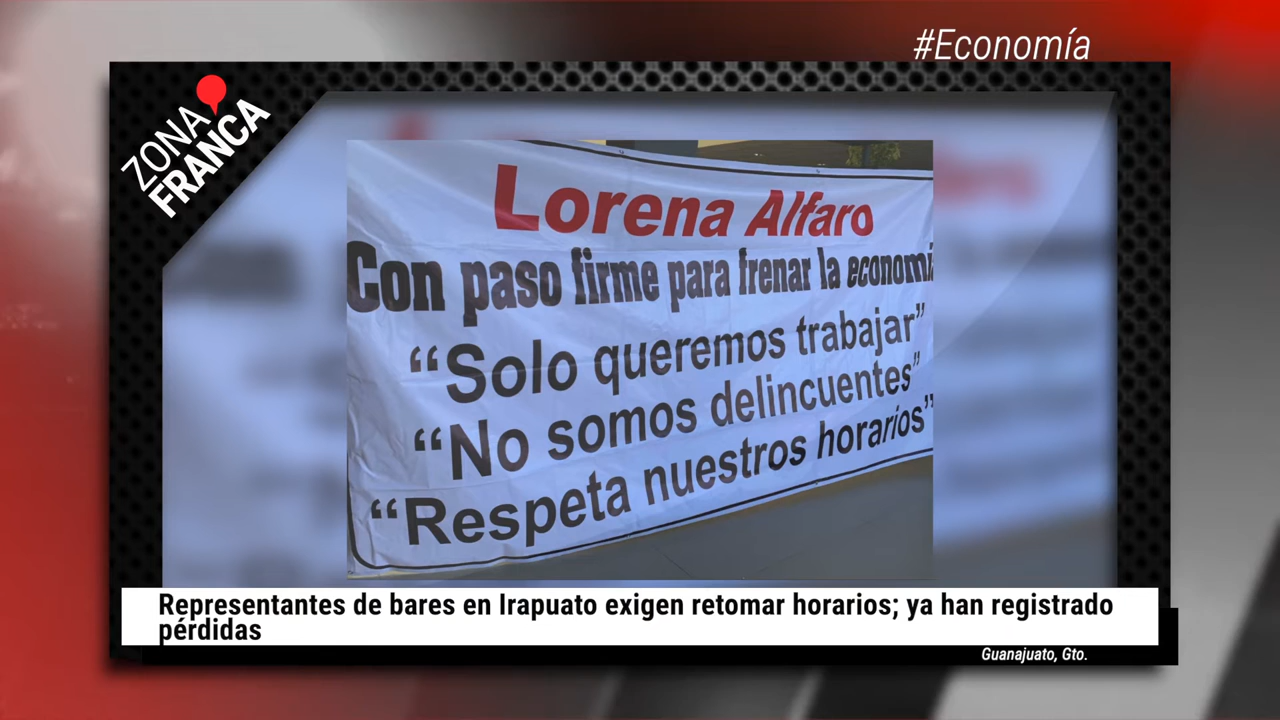 #Economía
ZONA
FRANCA
Lorena Alfaro
Con paso firme para frenar la
“Solo queremos trabajar”
“No somos delincuentes”
“Respeta nuestros horarios”
Representantes de bares en Irapuato exigen retomar horarios; ya han registrado
pérdidas
Guanajuato, Gto.